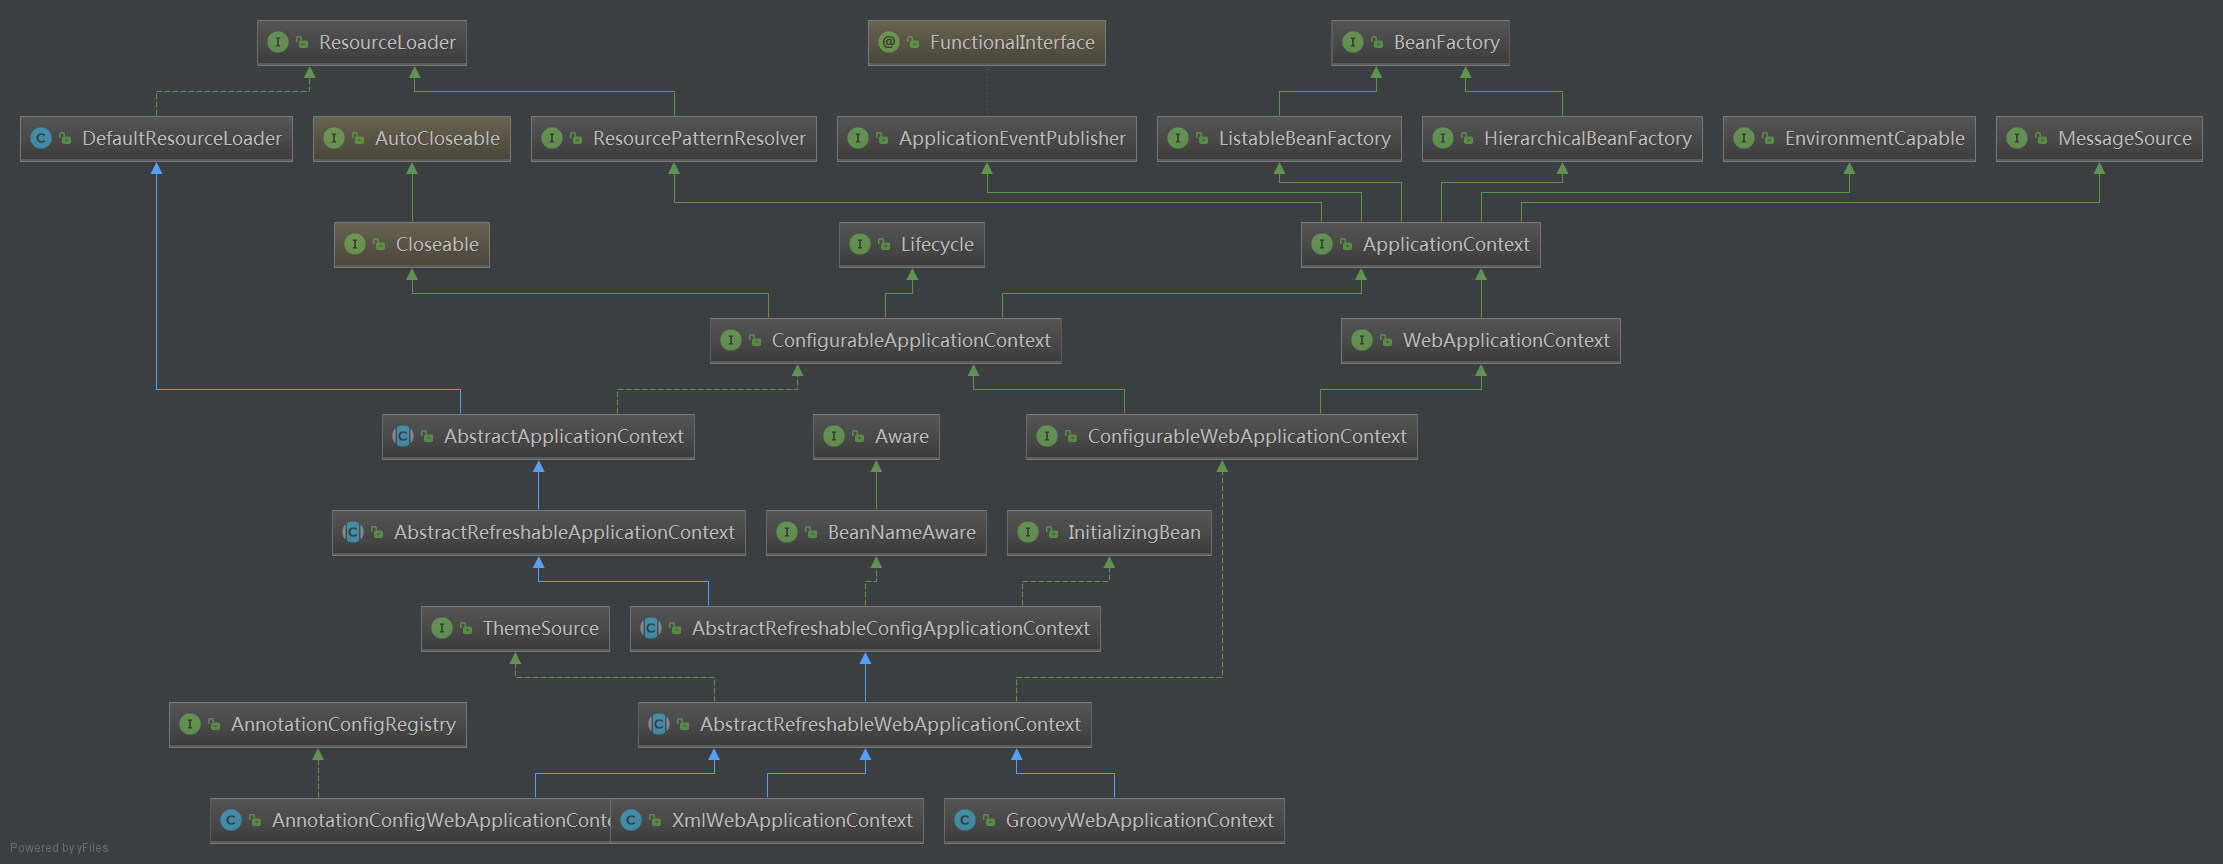 ResourceLoader
FunctionalInterface
BeanFactory
DefaultResourceLoader
AutoCloseable
ResourcePatternResolver
ApplicationEventPublisher
ListableBeanFactory
HierarchicalBeanFactory
EnvironmentCapable
MessageSource
Closeable
Lifecycle
ApplicationContext
ConfigurableApplicationContext
WebApplicationContext
AbstractApplicationContext
Aware
ConfigurableWebApplicationContext
AbstractRefreshableApplicationContext
BeanNameAware
InitializingBean
ThemeSource
AbstractRefreshableConfigApplicationContext
AnnotationConfigRegistry
AbstractRefreshableWebApplicationContext
AnnotationConfigWebApplicationConte
XmlWebApplicationContext
GroovyWebApplicationContext
Powered by yFiles